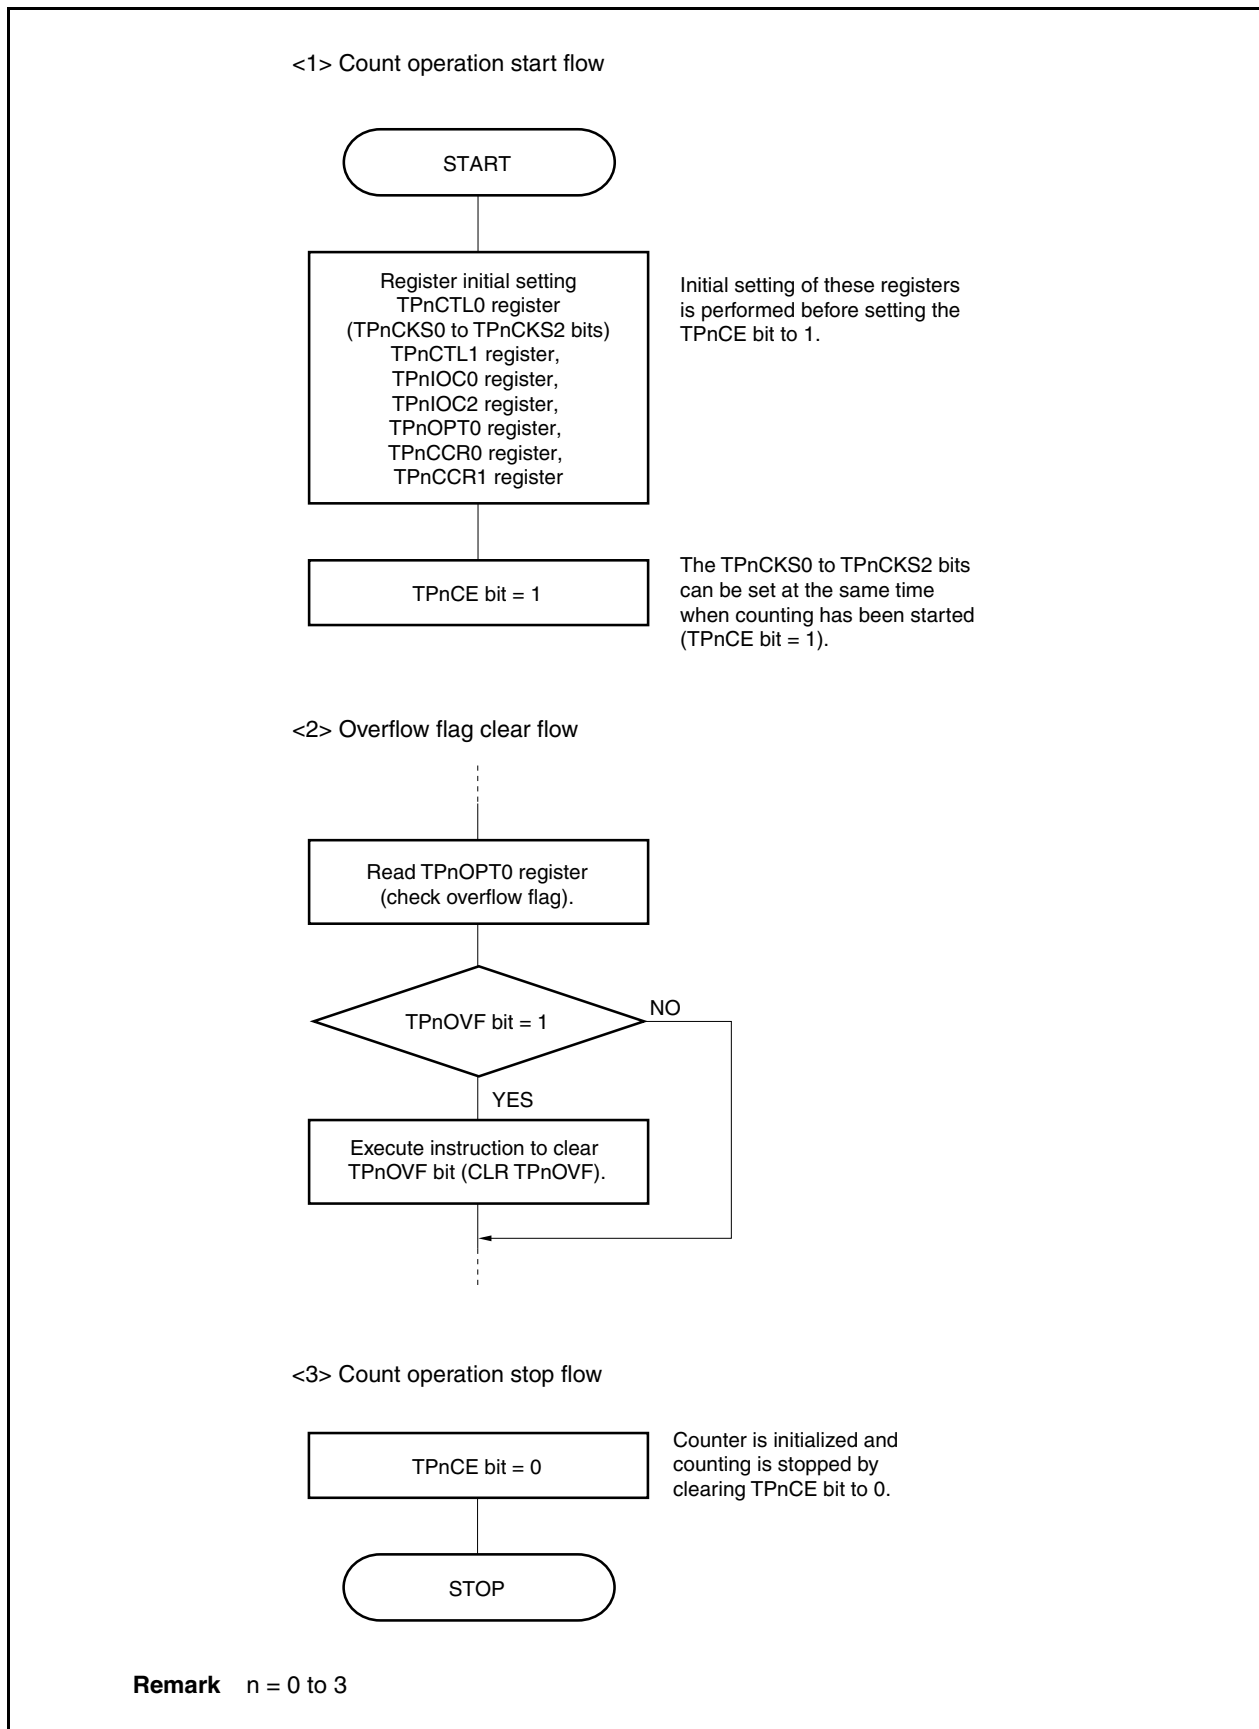 <1> Count operation start flow
START
Register initial setting
TPnCTL0 register
(TPnCKS0 to TPnCKS2 bits)
TPnCTL1 register,
TPnIOC0 register,
TPnIOC2 register,
TPnOPT0 register,
TPnCCR0 register,
TPnCCR1 register
Initial setting of these registers
is performed before setting the
TPnCE bit to 1.
TPnCE bit = 1
The TPnCKS0 to TPnCKS2 bits
can be set at the same time
when counting has been started
(TPnCE bit = 1).
<2> Overflow flag clear flow
Read TPnOPT0 register
(check overflow flag).
TPnOVF bit = 1
NO
YES
Execute instruction to clear
TPnOVF bit (CLR TPnOVF).
<3> Count operation stop flow
TPnCE bit = 0
Counter is initialized and
counting is stopped by
clearing TPnCE bit to 0.
STOP
Remark n = 0 to 3